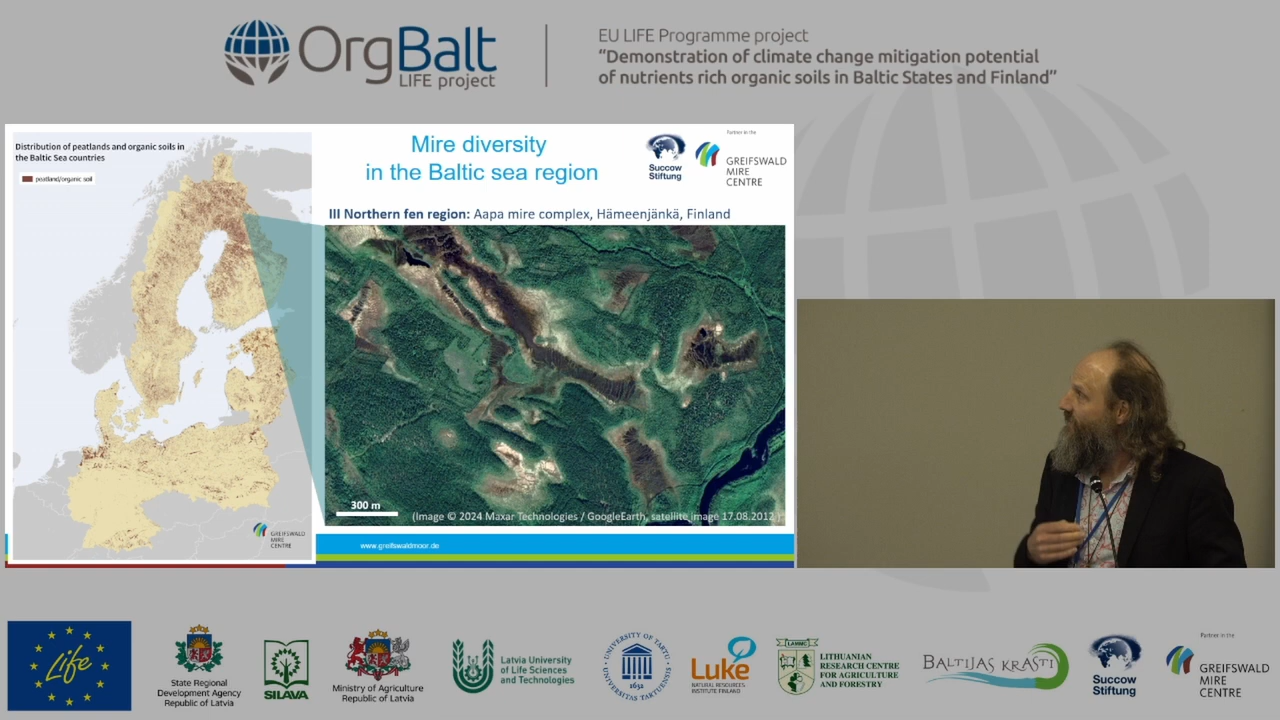 OrgBalt
LIFE project
EU LIFE Programme project
“Demonstration of climate change mitigation potential
of nutrients rich organic soils in Baltic States and Finland”
Distribution of peatlands and organic soils in
the Baltic Sea countries
peatland/organic soil
GREIFSWALD
MIRE
CENTRE
Mire diversity
in the Baltic sea region
Succow
Stiftung
Partner in the
GREIFSWALD
MIRE
CENTRE
III Northern fen region: Aapa mire complex, Hämeenjänkä, Finland
300 m
(Image © 2024 Maxar Technologies / GoogleEarth, satellite image 17.08.2012)
www.greifswaldmoor.de
Life
State Regional
Development Agency
Republic of Latvia
SILAVA
Ministry of Agriculture
Republic of Latvia
Latvia University
of Life Sciences
and Technologies
UNIVERSITY OF TARTU
UNIVERSITAS TARTUENSIS
1632
Luke
NATURAL RESOURCES
INSTITUTE FINLAND
LAMMC
LITHUANIAN
RESEARCH CENTRE
FOR AGRICULTURE
AND FORESTRY
BALTIJAS KRASTI
Succow
Stiftung
Partner in the
GREIFSWALD
MIRE
CENTRE